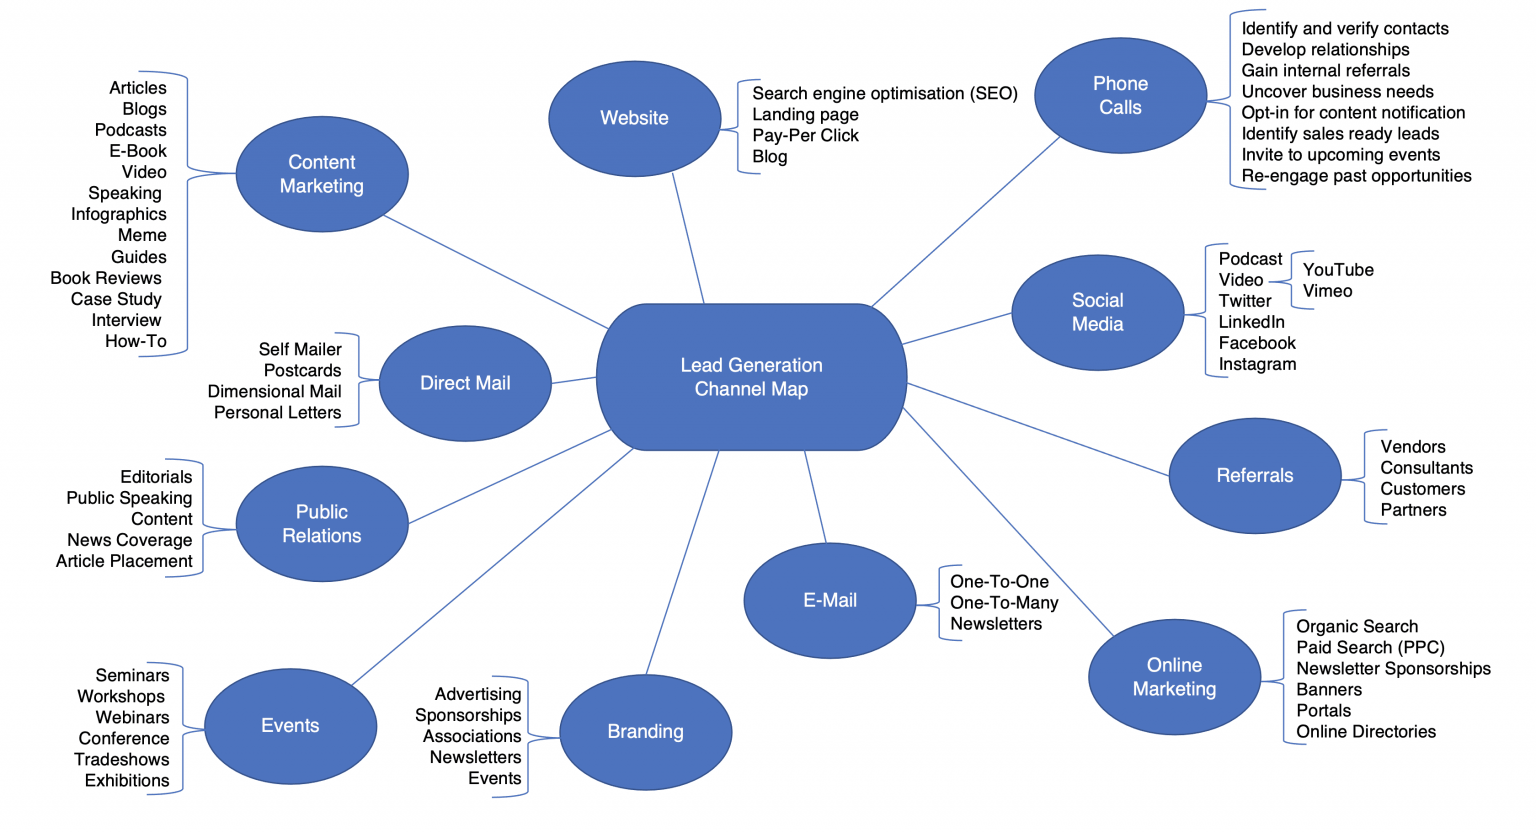 Lead Generation
Channel Map
Website
Search engine optimisation (SEO)
Landing page
Pay-Per Click
Blog
Phone
Calls
Identify and verify contacts
Develop relationships
Gain internal referrals
Uncover business needs
Opt-in for content notification
Identify sales ready leads
Invite to upcoming events
Re-engage past opportunities
Social
Media
Podcast
Video
Twitter
LinkedIn
Facebook
Instagram
YouTube
Vimeo
Referrals
Vendors
Consultants
Customers
Partners
Online
Marketing
Organic Search
Paid Search (PPC)
Newsletter Sponsorships
Banners
Portals
Online Directories
E-Mail
One-To-One
One-To-Many
Newsletters
Branding
Advertising
Sponsorships
Associations
Newsletters
Events
Events
Seminars
Workshops
Webinars
Conference
Tradeshows
Exhibitions
Public
Relations
Editorials
Public Speaking
Content
News Coverage
Article Placement
Direct Mail
Self Mailer
Postcards
Dimensional Mail
Personal Letters
Content
Marketing
Articles
Blogs
Podcasts
E-Book
Video
Speaking
Infographics
Meme
Guides
Book Reviews
Case Study
Interview
How-To